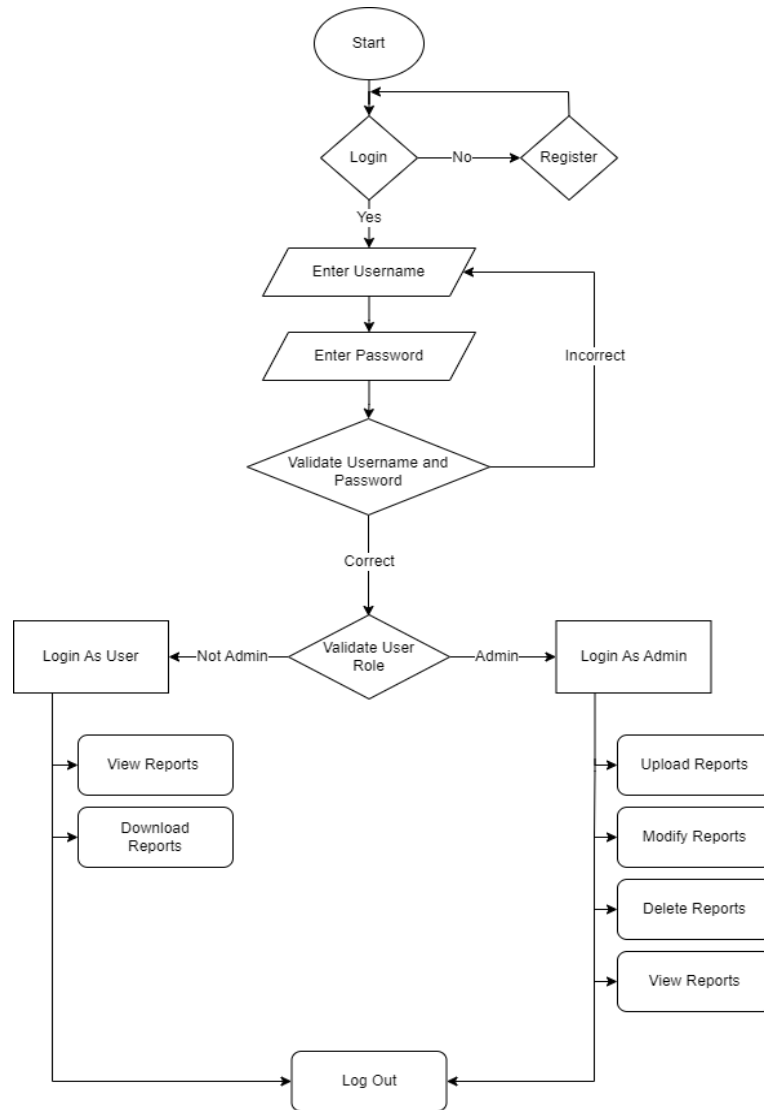 Start
Login
No
Register
Yes
Enter Username
Enter Password
Incorrect
Validate Username and
Password
Correct
Login As User
Not Admin
Validate User
Role
Admin
Login As Admin
View Reports
Upload Reports
Download
Reports
Modify Reports
Delete Reports
View Reports
Log Out